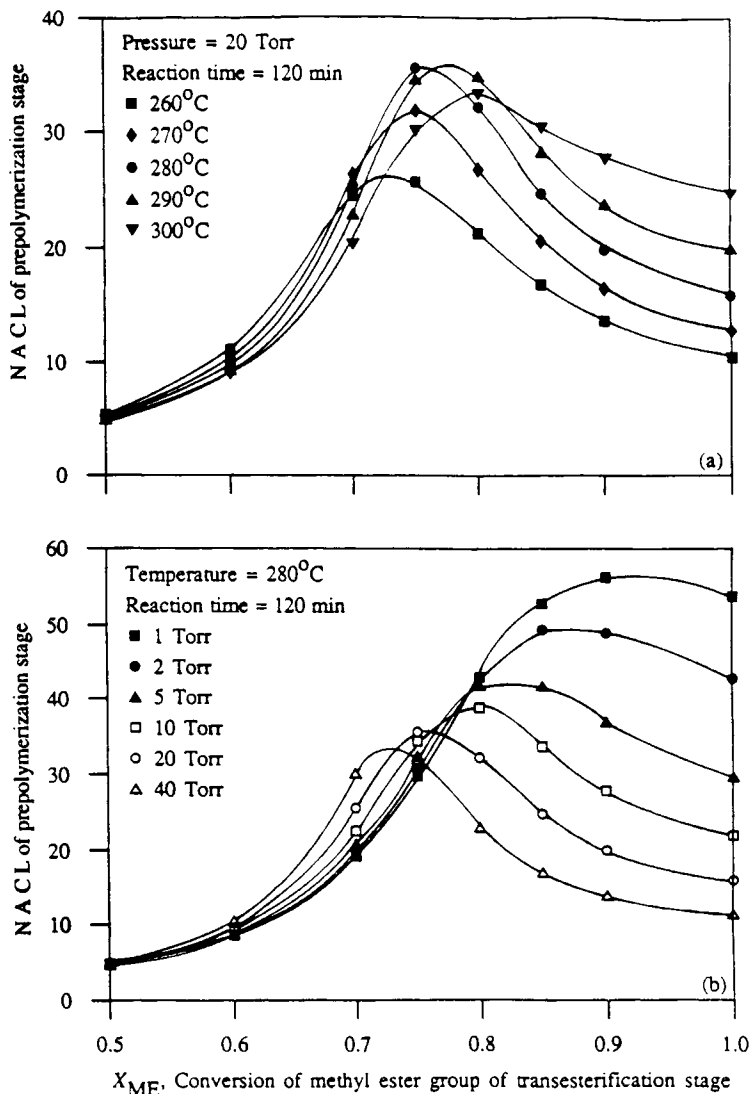 40
30
20
10
0
N A C L of prepolymerization stage
Pressure = 20 Torr
Reaction time = 120 min
■ 260°C
◆ 270°C
● 280°C
▲ 290°C
▼ 300°C
(a)
60
50
40
30
20
10
0
N A C L of prepolymerization stage
Temperature = 280°C
Reaction time = 120 min
■ 1 Torr
● 2 Torr
▲ 5 Torr
□ 10 Torr
○ 20 Torr
△ 40 Torr
(b)
0.5 0.6 0.7 0.8 0.9 1.0
X_ME, Conversion of methyl ester group of transesterification stage